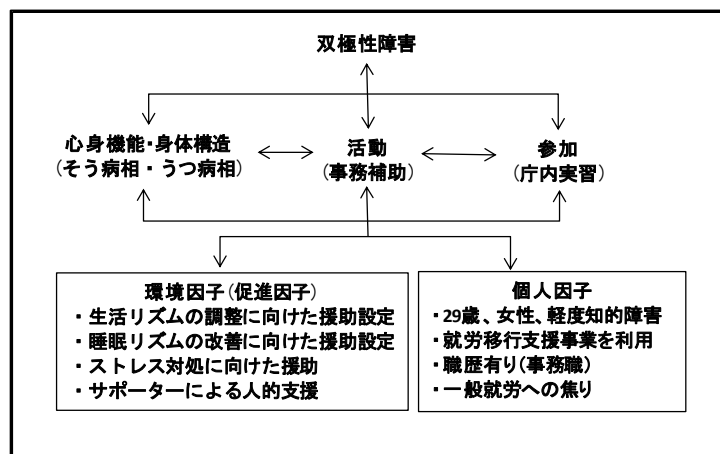 双極性障害
心身機能・身体構造
(そう病相・うつ病相)
活動
(事務補助)
参加
(庁内実習)
環境因子(促進因子)
・生活リズムの調整に向けた援助設定
・睡眠リズムの改善に向けた援助設定
・ストレス対処に向けた援助
・サポーターによる人的支援
個人因子
・29歳、女性、軽度知的障害
・就労移行支援事業を利用
・職歴有り(事務職)
・一般就労への焦り